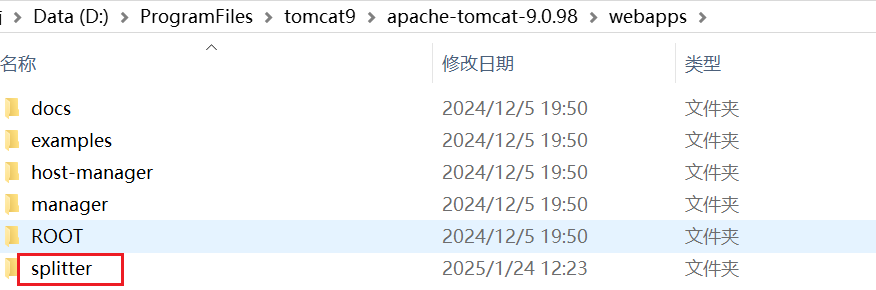 Data (D:) > ProgramFiles > tomcat9 > apache-tomcat-9.0.98 > webapps >
名称 修改日期 类型
docs 2024/12/5 19:50 文件夹
examples 2024/12/5 19:50 文件夹
host-manager 2024/12/5 19:50 文件夹
manager 2024/12/5 19:50 文件夹
ROOT 2024/12/5 19:50 文件夹
splitter 2025/1/24 12:23 文件夹